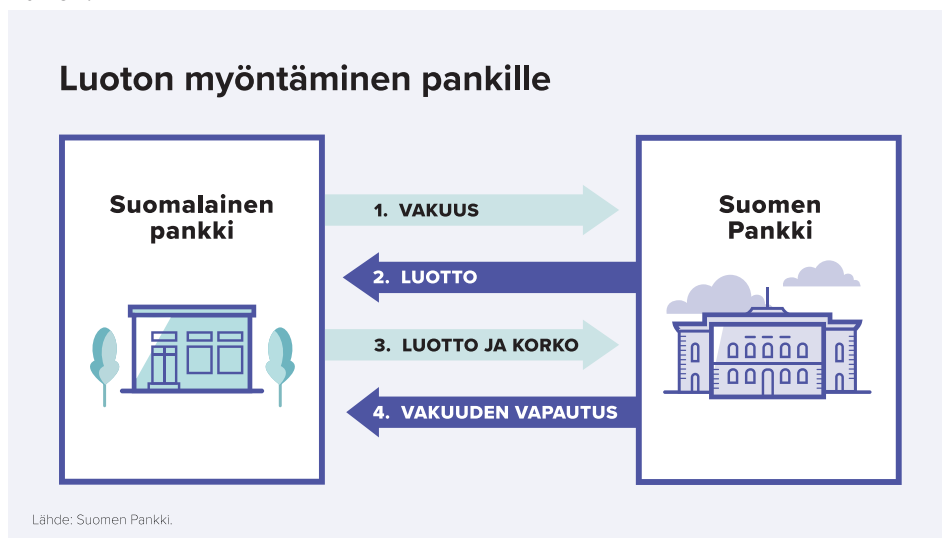 Luoton myöntäminen pankille
Suomalainen
pankki
1. VAKUUS
2. LUOTTO
3. LUOTTO JA KORKO
4. VAKUUDEN VAPAUTUS
Suomen
Pankki
Lähde: Suomen Pankki.